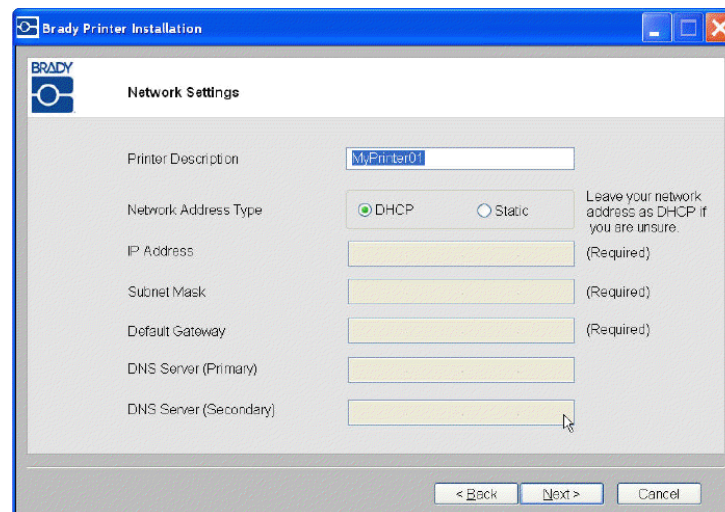 Brady Printer Installation
BRADY
Network Settings
Printer Description
MyPrinter01
Network Address Type
DHCP
Static
Leave your network
address as DHCP if
you are unsure.
IP Address
(Required)
Subnet Mask
(Required)
Default Gateway
(Required)
DNS Server (Primary)
DNS Server (Secondary)
< Back
Next >
Cancel